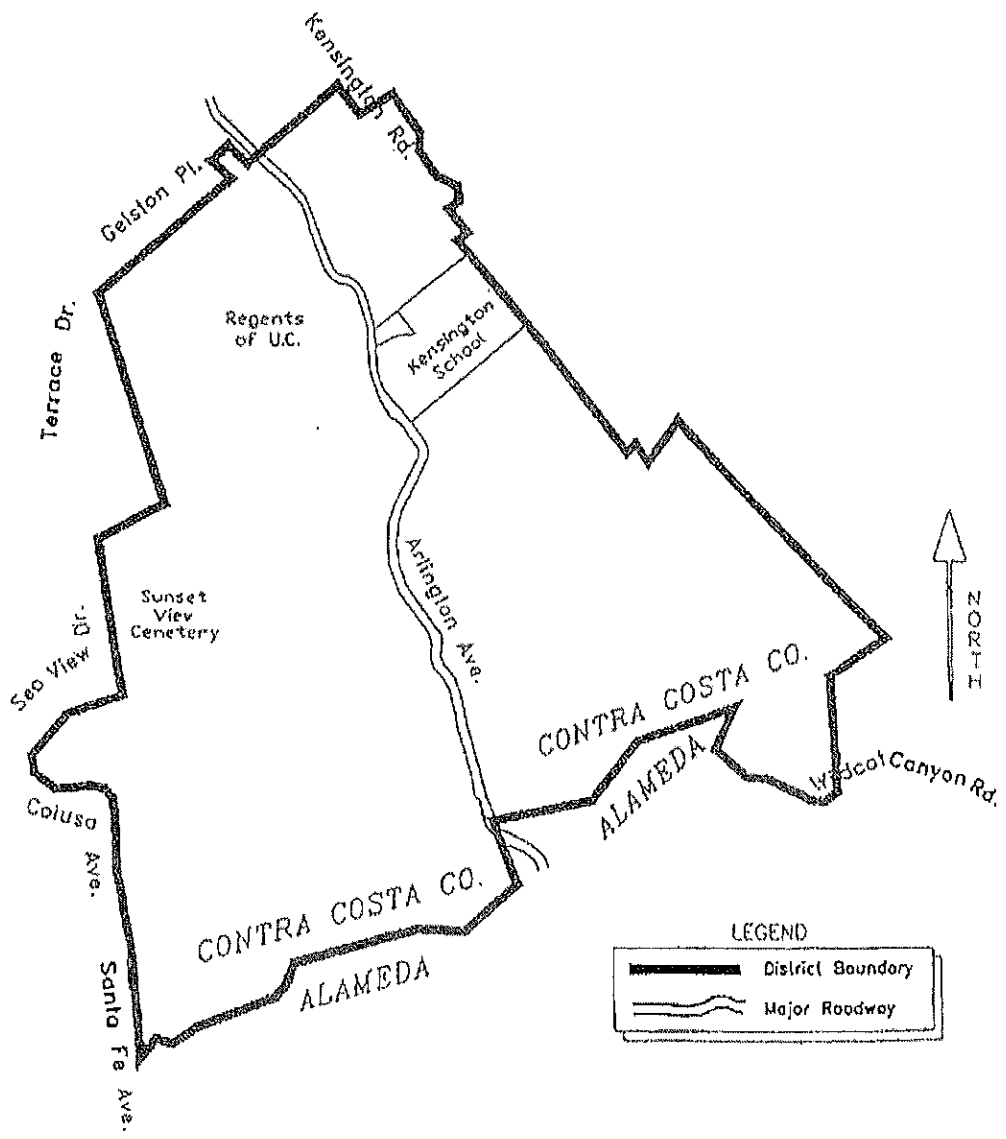 Kensington Rd.
Gelston Pl.
Terrace Dr.
Regents
of U.C.
Kensington
School
Arlington Ave.
Sunset
View
Cenetery
Sea View Dr.
Colusa Ave.
CONTRA COSTA CO.
ALAMEDA
Wildcat Canyon Rd.
NORTH
CONTRA COSTA CO.
ALAMEDA
Santa Fe Ave.
LEGEND
District Boundary
Major Roadway